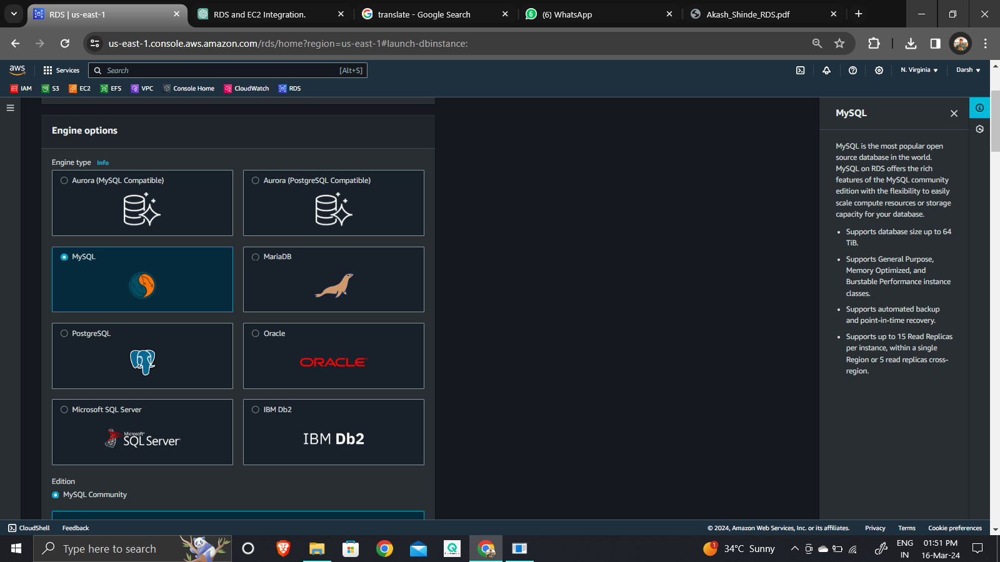 RDS | us-east-1
RDS and EC2 Integration.
translate - Google Search
6
(6) WhatsApp
Akash_Shinde_RDS.pdf
us-east-1.console.aws.amazon.com/rds/home?region=us-east-1#launch-dbinstance:
aws
Services
Search
[Alt+S]
N. Virginia
Darsh
IAM
S3
EC2
EFS
VPC
Console Home
CloudWatch
RDS
Engine options
Engine type Info
Aurora (MySQL Compatible)
Aurora (PostgreSQL Compatible)
MySQL
MariaDB
PostgreSQL
Oracle
ORACLE
Microsoft SQL Server
Microsoft
SQL Server
IBM Db2
IBM Db2
Edition
MySQL Community
MySQL
MySQL is the most popular open
source database in the world.
MySQL on RDS offers the rich
features of the MySQL community
edition with the flexibility to easily
scale compute resources or storage
capacity for your database.
• Supports database size up to 64
TiB.
• Supports General Purpose,
Memory Optimized, and
Burstable Performance instance
classes.
• Supports automated backup
and point-in-time recovery.
• Supports up to 15 Read Replicas
per instance, within a single
Region or 5 read replicas cross-
region.
CloudShell
Feedback
© 2024, Amazon Web Services, Inc. or its affiliates.
Privacy
Terms
Cookie preferences
Type here to search
1
34°C Sunny
ENG
IN
01:51 PM
16-Mar-24